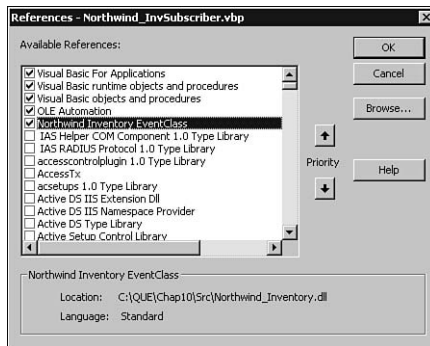 References - Northwind_InvSubscriber.vbp
Available References:
Visual Basic For Applications
Visual Basic runtime objects and procedures
Visual Basic objects and procedures
OLE Automation
Northwind Inventory EventClass
IAS Helper COM Component 1.0 Type Library
IAS RADIUS Protocol 1.0 Type Library
accesscontrolplugin 1.0 Type Library
AccessTx
acsetups 1.0 Type Library
Active DS IIS Extension Dll
Active DS IIS Namespace Provider
Active DS Type Library
Active Setup Control Library
OK
Cancel
Browse...
Priority
Help
Northwind Inventory EventClass
Location: C:\QUE\Chap10\Src\Northwind_Inventory.dll
Language: Standard